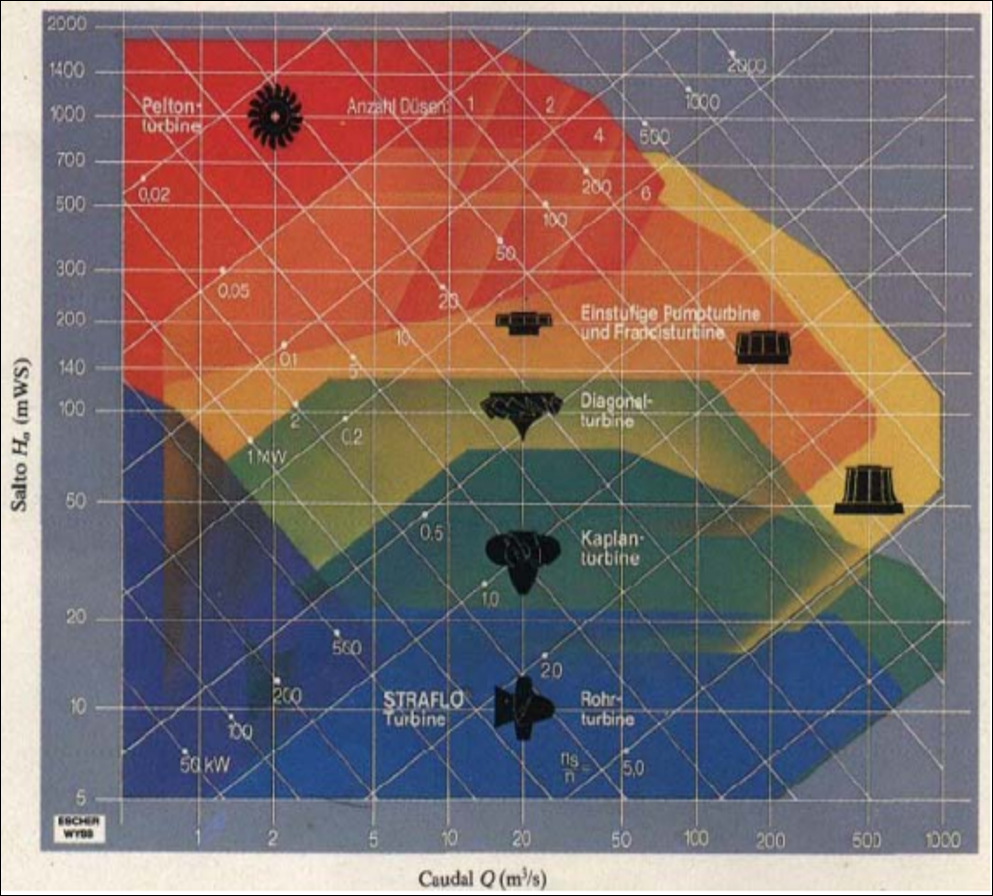 2000
1400
1000
700
500
300
200
140
100
50
20
10
5
Salto Hn (mWS)
Pelton-
turbine
Anzahl Düsen: 1 2 4 6
2000
1000
500
200
100
50
20
10
5
2
1 MW
0,02
0,05
0,1
0,2
0,5
1,0
2,0
5,0
Einstufige Pumpturbine
und Francisturbine
Diagonal-
turbine
Kaplan-
turbine
500
200
100
50 kW
STRAFLO
Turbine
Rohr-
turbine
ns
n =
ESCHER
WYSS
1 2 5 10 20 50 100 200 500 1000
Caudal Q (m³/s)